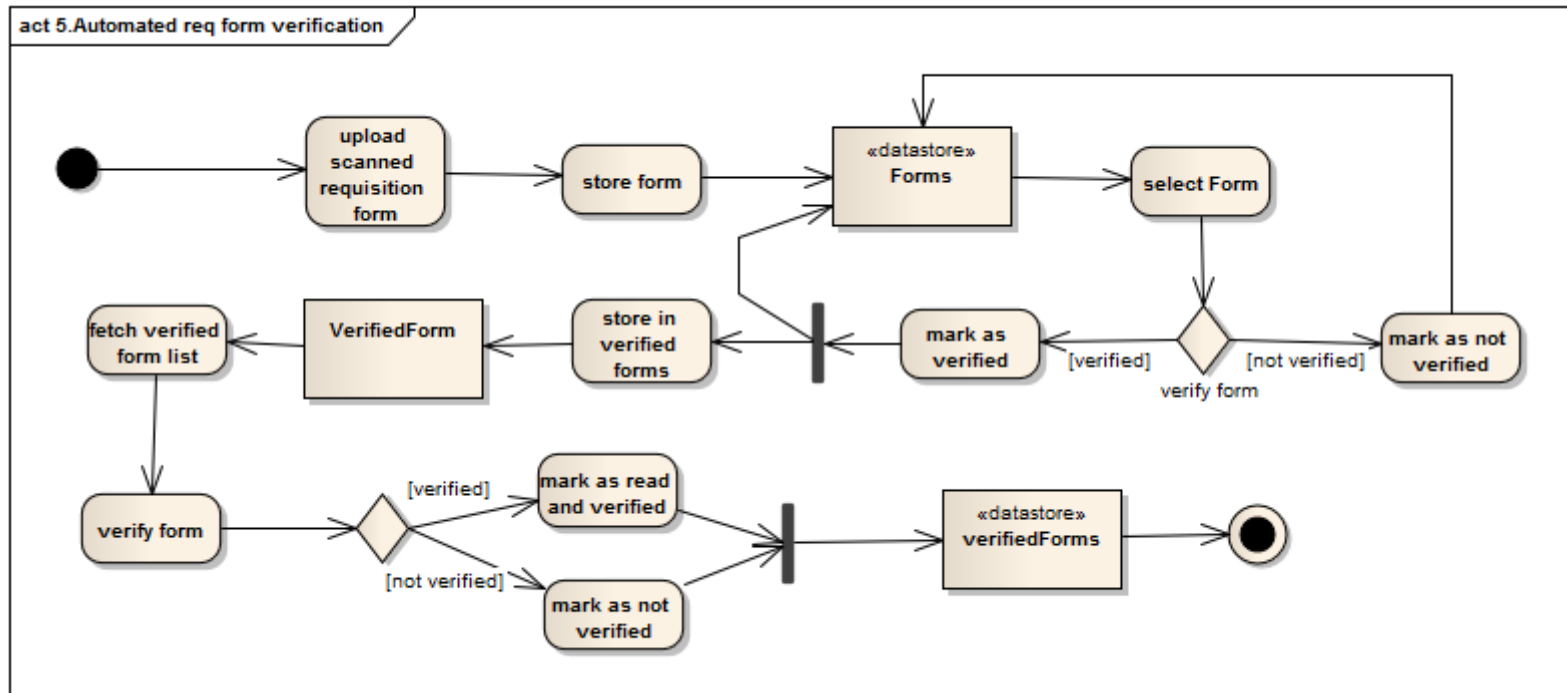 act 5.Automated req form verification
upload
scanned
requisition
form
store form
«datastore»
Forms
select Form
fetch verified
form list
VerifiedForm
store in
verified
forms
mark as
verified
[verified]
verify form
[not verified]
mark as not
verified
verify form
[verified]
[not verified]
mark as read
and verified
mark as not
verified
«datastore»
verifiedForms